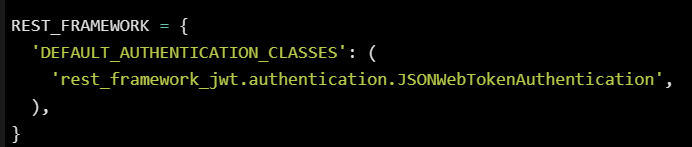 REST_FRAMEWORK = {
  'DEFAULT_AUTHENTICATION_CLASSES': (
    'rest_framework_jwt.authentication.JSONWebTokenAuthentication',
  ),
}